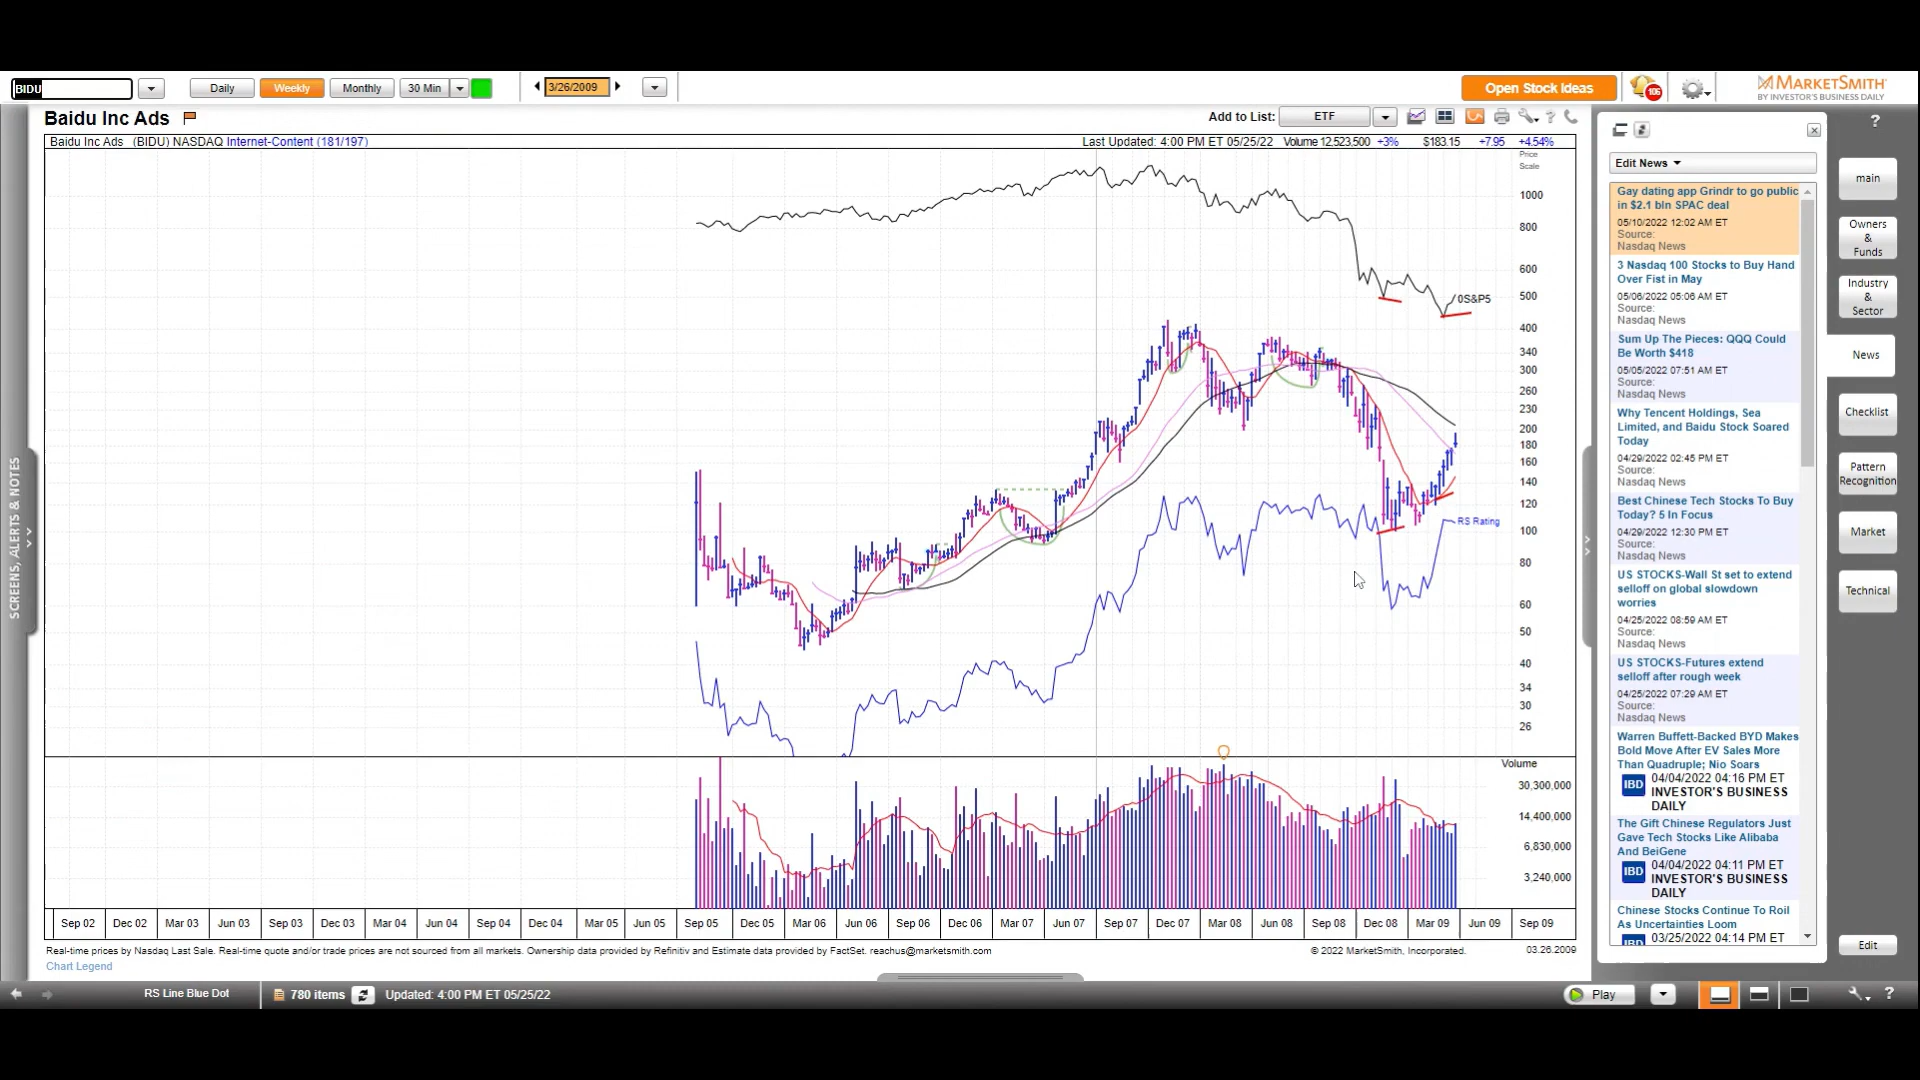 BIDU
Daily
Weekly
Monthly
30 Min
3/26/2009
Open Stock Ideas
106
MARKETSMITH
BY INVESTOR'S BUSINESS DAILY
Baidu Inc Ads
Add to List:
ETF
?
Baidu Inc Ads (BIDU) NASDAQ Internet-Content (181/197)
Last Updated: 4:00 PM ET 05/25/22 Volume 12,523,500 +3% $183.15 +7.95 +4.54%
Price
Scale
1000
800
600
500
400
340
300
260
230
200
180
160
140
120
100
80
60
50
40
34
30
26
0S&P5
RS Rating
Volume
30,300,000
14,400,000
6,830,000
3,240,000
Sep 02 Dec 02 Mar 03 Jun 03 Sep 03 Dec 03 Mar 04 Jun 04 Sep 04 Dec 04 Mar 05 Jun 05 Sep 05 Dec 05 Mar 06 Jun 06 Sep 06 Dec 06 Mar 07 Jun 07 Sep 07 Dec 07 Mar 08 Jun 08 Sep 08 Dec 08 Mar 09 Jun 09 Sep 09
Real-time prices by Nasdaq Last Sale. Real-time quote and/or trade prices are not sourced from all markets. Ownership data provided by Refinitiv and Estimate data provided by FactSet. reachus@marketsmith.com
© 2022 MarketSmith, Incorporated.
03.26.2009
Chart Legend
SCREENS, ALERTS & NOTES
Edit News
Gay dating app Grindr to go public
in $2.1 bln SPAC deal
05/10/2022 12:02 AM ET
Source:
Nasdaq News
3 Nasdaq 100 Stocks to Buy Hand
Over Fist in May
05/06/2022 05:06 AM ET
Source:
Nasdaq News
Sum Up The Pieces: QQQ Could
Be Worth $418
05/05/2022 07:51 AM ET
Source:
Nasdaq News
Why Tencent Holdings, Sea
Limited, and Baidu Stock Soared
Today
04/29/2022 02:45 PM ET
Source:
Nasdaq News
Best Chinese Tech Stocks To Buy
Today? 5 In Focus
04/29/2022 12:30 PM ET
Source:
Nasdaq News
US STOCKS-Wall St set to extend
selloff on global slowdown
worries
04/25/2022 08:59 AM ET
Source:
Nasdaq News
US STOCKS-Futures extend
selloff after rough week
04/25/2022 07:29 AM ET
Source:
Nasdaq News
Warren Buffett-Backed BYD Makes
Bold Move After EV Sales More
Than Quadruple; Nio Soars
IBD 04/04/2022 04:16 PM ET
INVESTOR'S BUSINESS
DAILY
The Gift Chinese Regulators Just
Gave Tech Stocks Like Alibaba
And BeiGene
IBD 04/04/2022 04:11 PM ET
INVESTOR'S BUSINESS
DAILY
Chinese Stocks Continue To Roil
As Uncertainties Loom
IBD 03/25/2022 04:14 PM ET
?
main
Owners
&
Funds
Industry
&
Sector
News
Checklist
Pattern
Recognition
Market
Technical
Edit
RS Line Blue Dot
780 items
Updated: 4:00 PM ET 05/25/22
Play
?